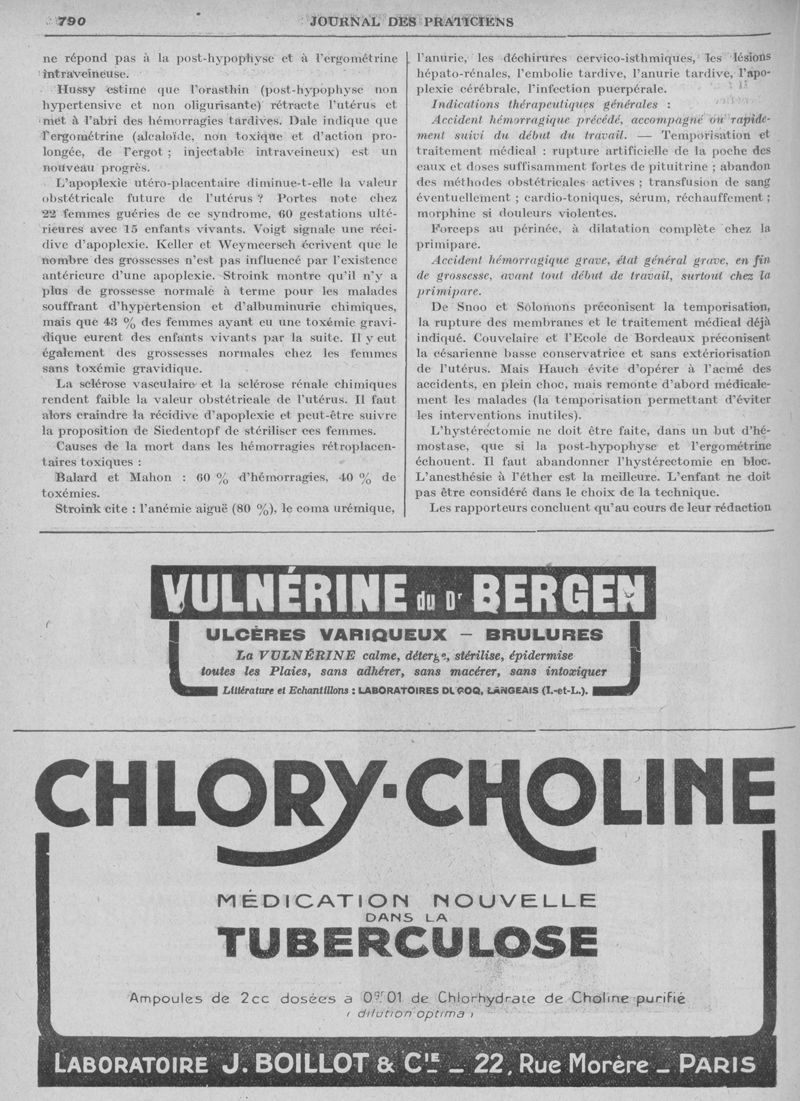 790
JOURNAL DES PRATICIENS
ne répond pas à la post-hypophyse et à l'ergométrine
intraveineuse.
Hussy estime que l'orasthin (post-hypophyse non
hypertensive et non oligurisante) rétracte l'utérus et
met à l'abri des hémorragies tardives. Dale indique que
l'ergométrine (alcaloïde, non toxique et d'action pro-
longée, de l'ergot ; injectable intraveineux) est un
nouveau progrès.
L'apoplexie utéro-placentaire diminue-t-elle la valeur
obstétricale future de l'utérus ? Portes note chez
22 femmes guéries de ce syndrome, 60 gestations ulté-
rieures avec 15 enfants vivants. Voigt signale une réci-
dive d'apoplexie. Keller et Weymeersch écrivent que le
nombre des grossesses n'est pas influencé par l'existence
antérieure d'une apoplexie. Stroink montre qu'il n'y a
plus de grossesse normale à terme pour les malades
souffrant d'hypertension et d'albuminurie chimiques,
mais que 43 % des femmes ayant eu une toxémie gravi-
dique eurent des enfants vivants par la suite. Il y eut
également des grossesses normales chez les femmes
sans toxémie gravidique.
La sclérose vasculaire et la sclérose rénale chimiques
rendent faible la valeur obstétricale de l'utérus. Il faut
alors craindre la récidive d'apoplexie et peut-être suivre
la proposition de Siedentopf de stériliser ces femmes.
Causes de la mort dans les hémorragies rétroplacen-
taires toxiques :
Balard et Mahon : 60 % d'hémorragies, 40 % de
toxémies.
Stroink cite : l'anémie aiguë (80 %), le coma urémique,
l'anurie, les déchirures cervico-isthmiques, les lésions
hépato-rénales, l'embolie tardive, l'anurie tardive, l'apo-
plexie cérébrale, l'infection puerpérale.
Indications thérapeutiques générales :
Accident hémorragique précédé, accompagné ou rapide-
ment suivi du début du travail. — Temporisation et
traitement médical : rupture artificielle de la poche des
eaux et doses suffisamment fortes de pituitrine ; abandon
des méthodes obstétricales actives ; transfusion de sang
éventuellement ; cardio-toniques, sérum, réchauffement ;
morphine si douleurs violentes.
Forceps au périnée, à dilatation complète chez la
primipare.
Accident hémorragique grave, état général grave, en fin
de grossesse, avant tout début de travail, surtout chez la
primipare.
De Snoo et Solomons préconisent la temporisation,
la rupture des membranes et le traitement médical déjà
indiqué. Couvelaire et l'Ecole de Bordeaux préconisent
la césarienne basse conservatrice et sans extériorisation
de l'utérus. Mais Hauch évite d'opérer à l'acmé des
accidents, en plein choc, mais remonte d'abord médicale-
ment les malades (la temporisation permettant d'éviter
les interventions inutiles).
L'hystérectomie ne doit être faite, dans un but d'hé-
mostase, que si la post-hypophyse et l'ergométrine
échouent. Il faut abandonner l'hystérectomie en bloc.
L'anesthésie à l'éther est la meilleure. L'enfant ne doit
pas être considéré dans le choix de la technique.
Les rapporteurs concluent qu'au cours de leur rédaction
VULNÉRINE du Dr BERGEN
ULCÈRES VARIQUEUX — BRULURES
La VULNÉRINE calme, déterge, stérilise, épidermise
toutes les Plaies, sans adhérer, sans macérer, sans intoxiquer
Littérature et Echantillons : LABORATOIRES DUCOQ, LANGEAIS (I.-et-L.).
CHLORY-CHOLINE
MÉDICATION NOUVELLE
DANS LA
TUBERCULOSE
Ampoules de 2cc dosées à 0gr01 de Chlorhydrate de Choline purifié
( dilution optima )
LABORATOIRE J. BOILLOT & CIE _ 22, Rue Morère _ PARIS